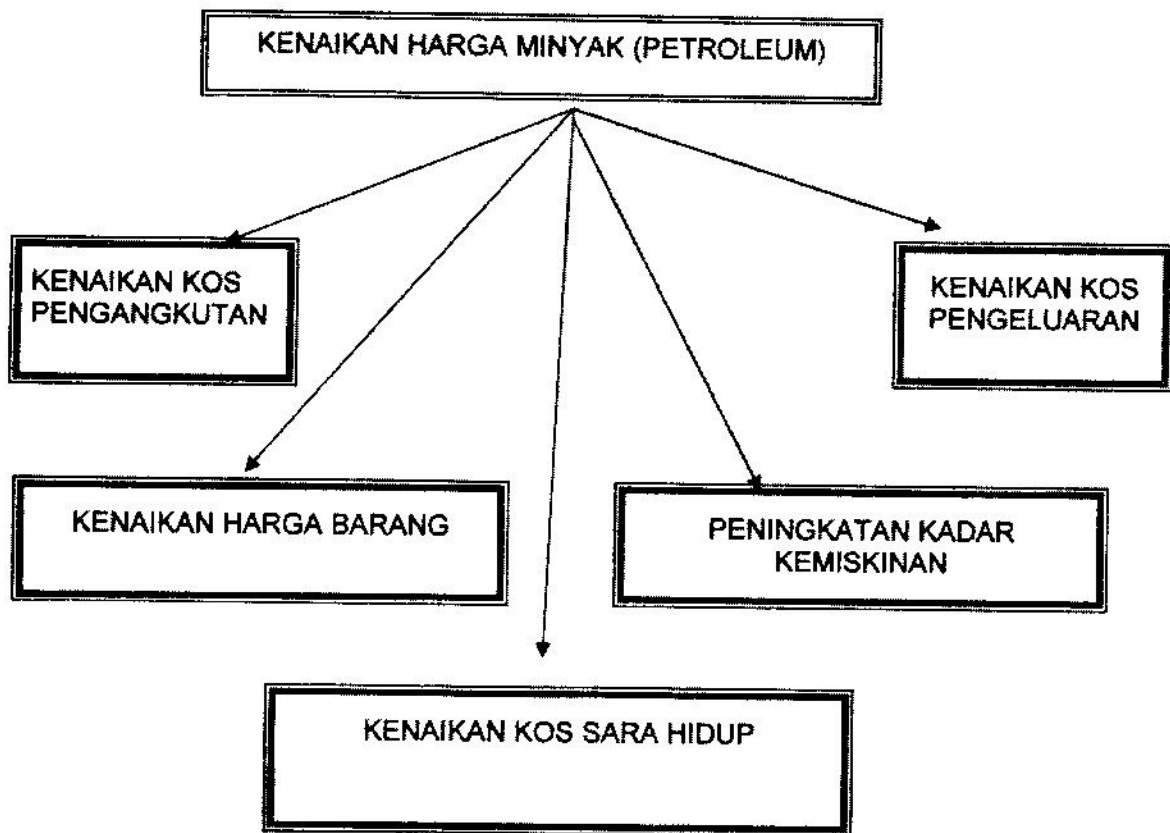 KENAIKAN HARGA MINYAK (PETROLEUM)
KENAIKAN KOS
PENGANGKUTAN
KENAIKAN KOS
PENGELUARAN
KENAIKAN HARGA BARANG
PENINGKATAN KADAR
KEMISKINAN
KENAIKAN KOS SARA HIDUP